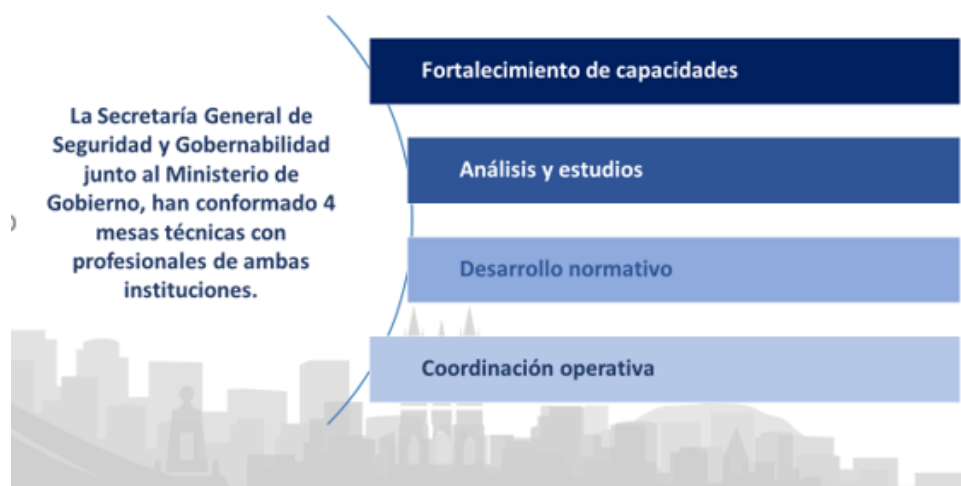 La Secretaría General de
Seguridad y Gobernabilidad
junto al Ministerio de
Gobierno, han conformado 4
mesas técnicas con
profesionales de ambas
instituciones.
Fortalecimiento de capacidades
Análisis y estudios
Desarrollo normativo
Coordinación operativa